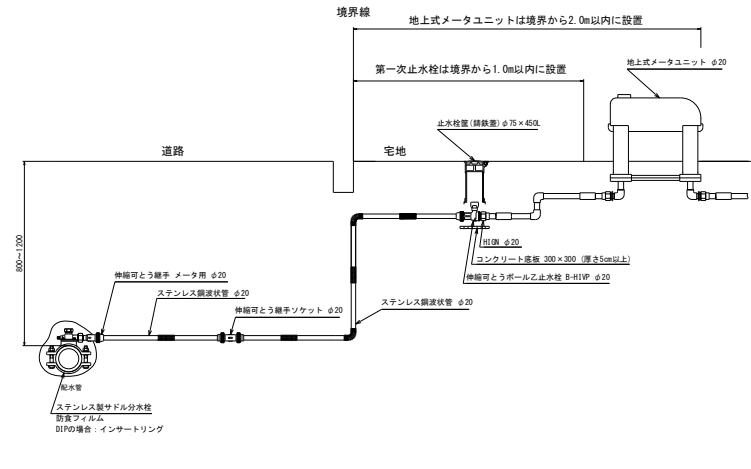 境界線
地上式メータユニットは境界から2.0m以内に設置
第一次止水栓は境界から1.0m以内に設置
地上式メータユニット φ20
止水栓筐(鋳鉄蓋)φ75×450L
道路
宅地
800～1200
HIGN φ20
コンクリート底板 300×300 (厚さ5cm以上)
伸縮可とうボール乙止水栓 B-HIVP φ20
伸縮可とう継手 メータ用 φ20
ステンレス鋼波状管 φ20
伸縮可とう継手ソケット φ20
ステンレス鋼波状管 φ20
配水管
ステンレス製サドル分水栓
防食フィルム
DIPの場合：インサートリング